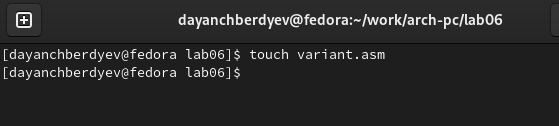 dayanchberdyev@fedora:~/work/arch-pc/lab06
[dayanchberdyev@fedora lab06]$ touch variant.asm
[dayanchberdyev@fedora lab06]$